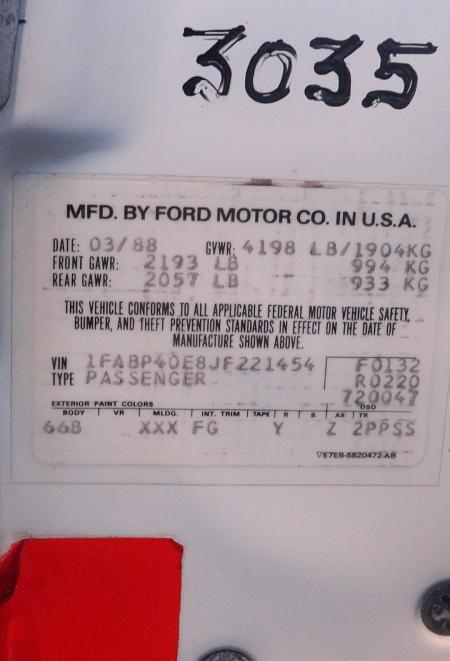 3035
MFD. BY FORD MOTOR CO. IN U.S.A.
DATE: 03/88 GVWR: 4198 LB/1904KG
FRONT GAWR: 2193 LB 994 KG
REAR GAWR: 2057 LB 933 KG
THIS VEHICLE CONFORMS TO ALL APPLICABLE FEDERAL MOTOR VEHICLE SAFETY,
BUMPER, AND THEFT PREVENTION STANDARDS IN EFFECT ON THE DATE OF
MANUFACTURE SHOWN ABOVE.
VIN 1FABP40E8JF221454 F0132
TYPE PASSENGER R0220
720047
EXTERIOR PAINT COLORS DSO
BODY VR MLDG. INT. TRIM TAPE R S AX TR
66B XXX FG Y Z 2PPSS
E7EB-5820472-AB